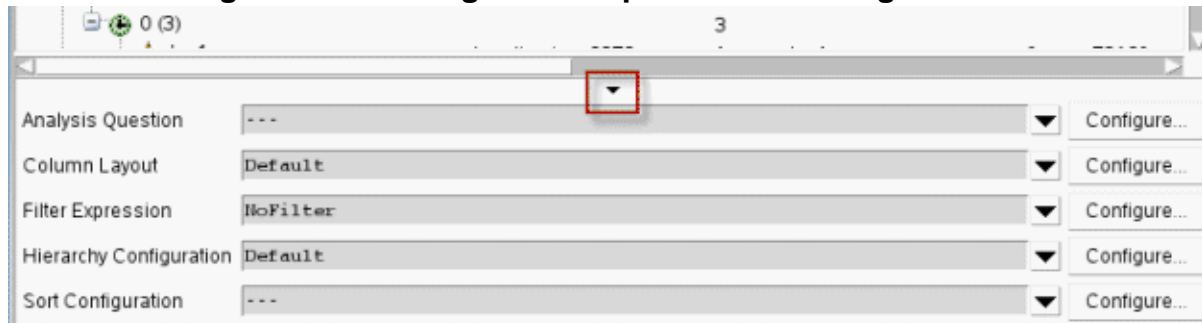 0 (3) 3
Analysis Question --- Configure...
Column Layout Default Configure...
Filter Expression NoFilter Configure...
Hierarchy Configuration Default Configure...
Sort Configuration --- Configure...